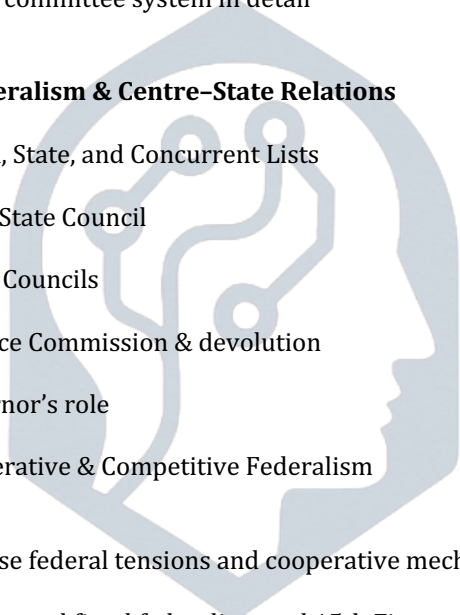 committee system in detail
eralism & Centre–State Relations
, State, and Concurrent Lists
State Council
Councils
ce Commission & devolution
nor’s role
erative & Competitive Federalism
se federal tensions and cooperative mech